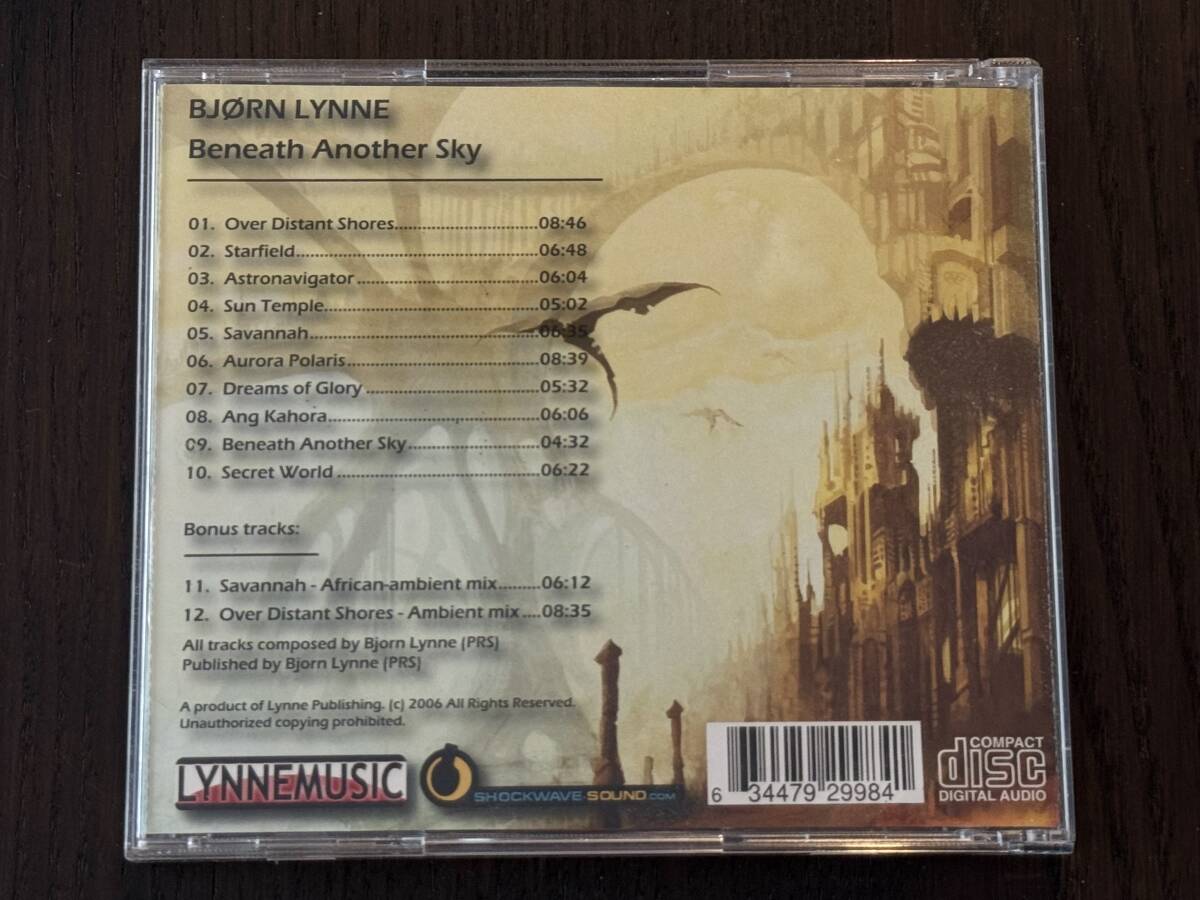 BJØRN LYNNE
Beneath Another Sky
01. Over Distant Shores..............................08:46
02. Starfield..................................................06:48
03. Astronavigator.....................................06:04
04. Sun Temple............................................05:02
05. Savannah...............................................06:35
06. Aurora Polaris.......................................08:39
07. Dreams of Glory...................................05:32
08. Ang Kahora...........................................06:06
09. Beneath Another Sky...........................04:32
10. Secret World.........................................06:22
Bonus tracks:
11. Savannah - African-ambient mix.........06:12
12. Over Distant Shores - Ambient mix....08:35
All tracks composed by Bjorn Lynne (PRS)
Published by Bjorn Lynne (PRS)
A product of Lynne Publishing. (c) 2006 All Rights Reserved.
Unauthorized copying prohibited.
LYNNEMUSIC
SHOCKWAVE-SOUND.COM
6 34479 29984
COMPACT
disc
DIGITAL AUDIO